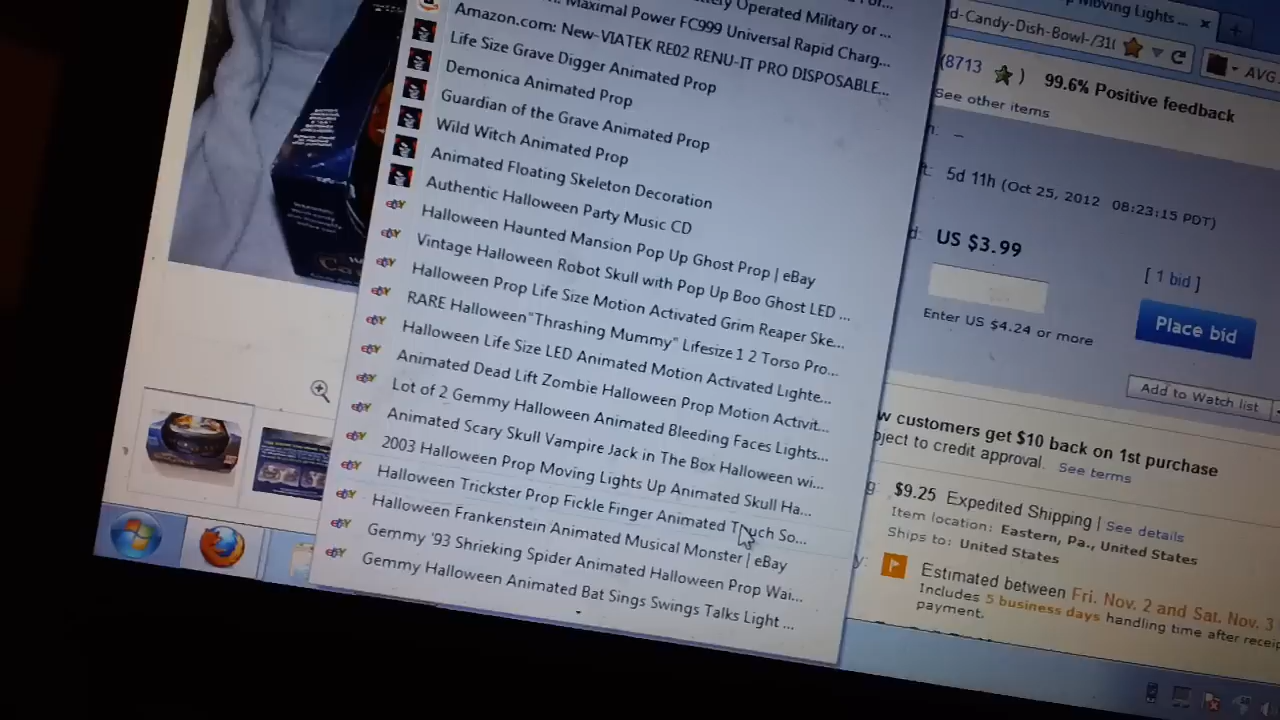 Operated Military or ...
Maximal Power FC999 Universal Rapid Charg...
Amazon.com: New-VIATEK RE02 RENU-IT PRO DISPOSABLE...
Life Size Grave Digger Animated Prop
Demonica Animated Prop
Guardian of the Grave Animated Prop
Wild Witch Animated Prop
Animated Floating Skeleton Decoration
Authentic Halloween Party Music CD
Halloween Haunted Mansion Pop Up Ghost Prop | eBay
Vintage Halloween Robot Skull with Pop Up Boo Ghost LED ...
Halloween Prop Life Size Motion Activated Grim Reaper Ske...
RARE Halloween"Thrashing Mummy" Lifesize 1 2 Torso Pro...
Halloween Life Size LED Animated Motion Activated Lighte...
Animated Dead Lift Zombie Halloween Prop Motion Activit...
Lot of 2 Gemmy Halloween Animated Bleeding Faces Lights...
Animated Scary Skull Vampire Jack in The Box Halloween wi...
2003 Halloween Prop Moving Lights Up Animated Skull Ha...
Halloween Trickster Prop Fickle Finger Animated Touch So...
Halloween Frankenstein Animated Musical Monster | eBay
Gemmy '93 Shrieking Spider Animated Halloween Prop Wai...
Gemmy Halloween Animated Bat Sings Swings Talks Light ...
Moving Lights ...
d-Candy-Dish-Bowl-/31(
AVG
(8713 ) 99.6% Positive feedback
See other items
5d 11h (Oct 25, 2012 08:23:15 PDT)
US $3.99
[ 1 bid ]
Place bid
Enter US $4.24 or more
Add to Watch list
w customers get $10 back on 1st purchase
bject to credit approval. See terms
$9.25 Expedited Shipping | See details
Item location: Eastern, Pa., United States
Ships to: United States
Estimated between Fri. Nov. 2 and Sat. Nov. 3
Includes 5 business days handling time after receip
payment.